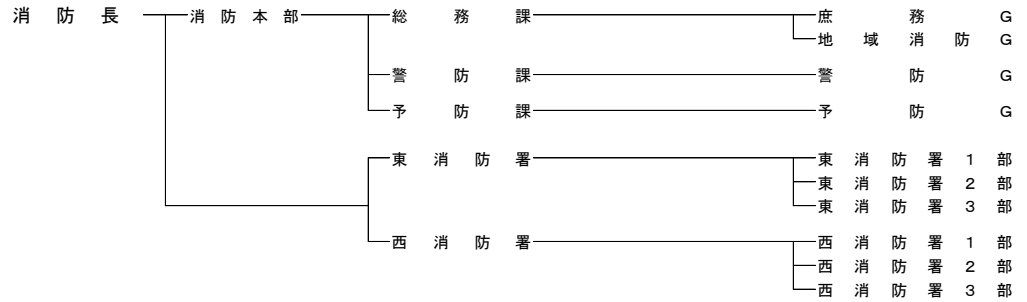 消防長 消防本部 総務課 庶務G
地域消防G
警防課 警防G
予防課 予防G
東消防署 東消防署1部
東消防署2部
東消防署3部
西消防署 西消防署1部
西消防署2部
西消防署3部